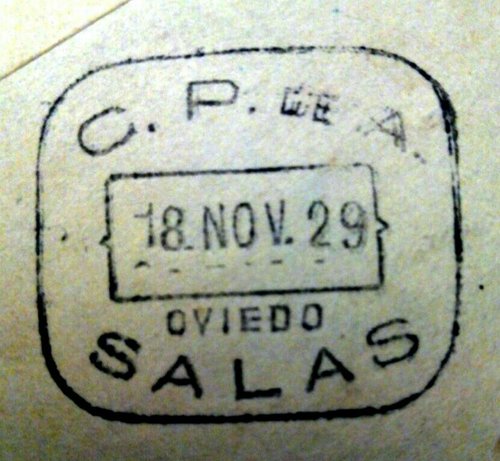 C. P. DE A.
18 NOV. 29
OVIEDO
SALAS